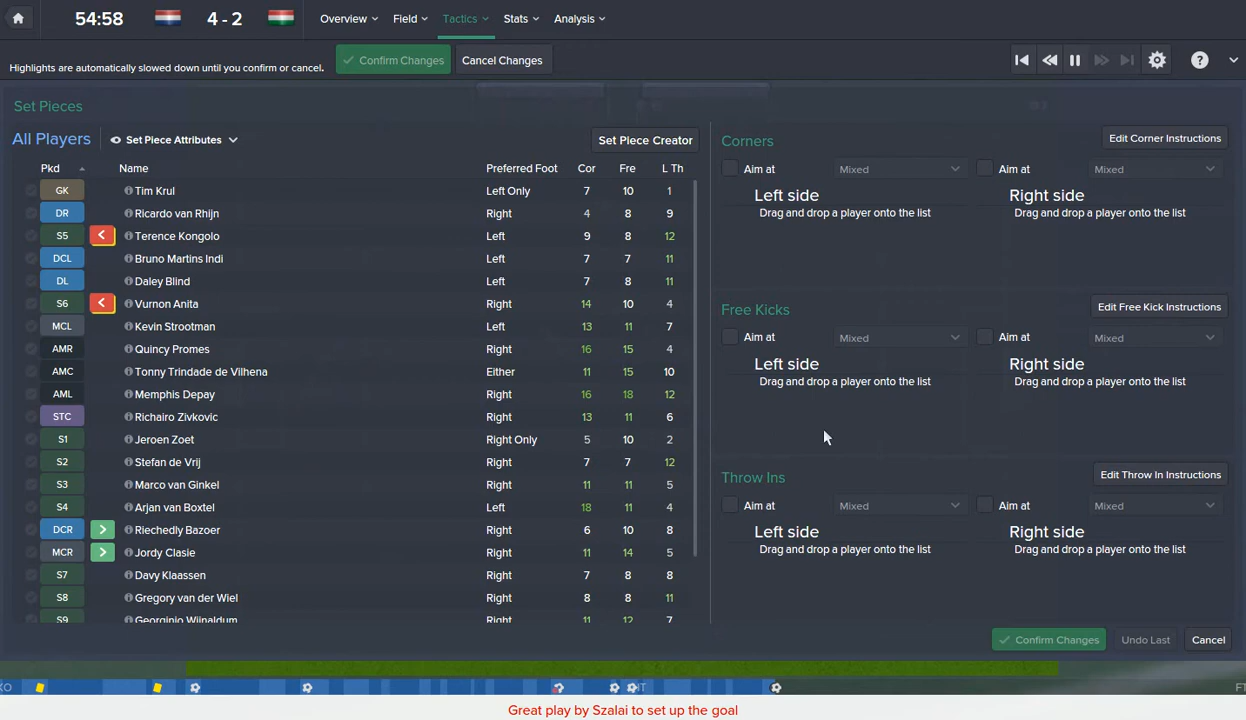 54:58 4 - 2 Overview Field Tactics Stats Analysis
Highlights are automatically slowed down until you confirm or cancel. Confirm Changes Cancel Changes ?
Set Pieces
All Players Set Piece Attributes Set Piece Creator
Pkd Name Preferred Foot Cor Fre L Th
GK Tim Krul Left Only 7 10 1
DR Ricardo van Rhijn Right 4 8 9
S5 Terence Kongolo Left 9 8 12
DCL Bruno Martins Indi Left 7 7 11
DL Daley Blind Left 7 8 11
S6 Vurnon Anita Right 14 10 4
MCL Kevin Strootman Left 13 11 7
AMR Quincy Promes Right 16 15 4
AMC Tonny Trindade de Vilhena Either 11 15 10
AML Memphis Depay Right 16 18 12
STC Richairo Zivkovic Right 13 11 6
S1 Jeroen Zoet Right Only 5 10 2
S2 Stefan de Vrij Right 7 7 12
S3 Marco van Ginkel Right 11 11 5
S4 Arjan van Boxtel Left 18 11 4
DCR Riechedly Bazoer Right 6 10 8
MCR Jordy Clasie Right 11 14 5
S7 Davy Klaassen Right 7 8 8
S8 Gregory van der Wiel Right 8 8 11
S9 Georginio Wijnaldum Right 11 12 7
Corners Edit Corner Instructions
Aim at Mixed Aim at Mixed
Left side Right side
Drag and drop a player onto the list Drag and drop a player onto the list
Free Kicks Edit Free Kick Instructions
Aim at Mixed Aim at Mixed
Left side Right side
Drag and drop a player onto the list Drag and drop a player onto the list
Throw Ins Edit Throw In Instructions
Aim at Mixed Aim at Mixed
Left side Right side
Drag and drop a player onto the list Drag and drop a player onto the list
Confirm Changes Undo Last Cancel
HT
Great play by Szalai to set up the goal